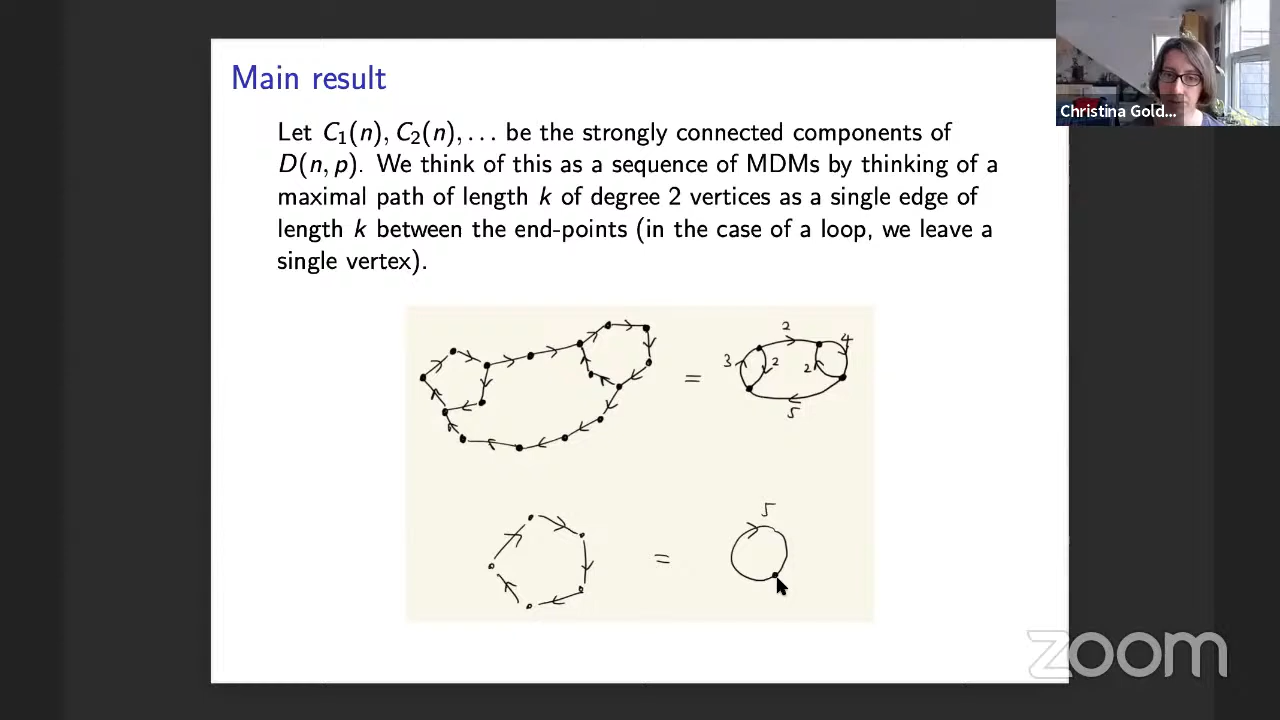 Main result
Let C₁(n), C₂(n), . . . be the strongly connected components of
D(n, p). We think of this as a sequence of MDMs by thinking of a
maximal path of length k of degree 2 vertices as a single edge of
length k between the end-points (in the case of a loop, we leave a
single vertex).
2
4
3
2
2
=
5
5
=
Christina Gold...
zoom